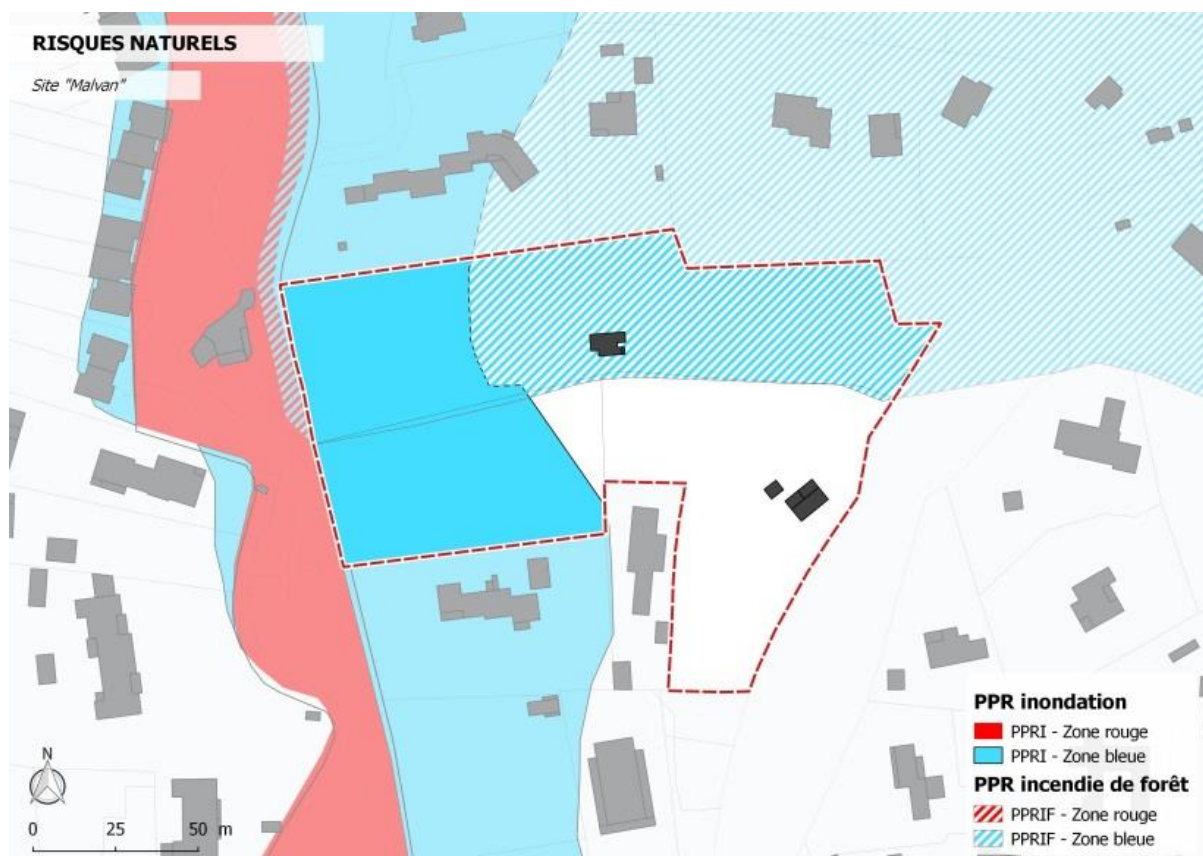 RISQUES NATURELS
Site "Malvan"
N
0 25 50 m
PPR inondation
PPRI - Zone rouge
PPRI - Zone bleue
PPR incendie de forêt
PPRIF - Zone rouge
PPRIF - Zone bleue